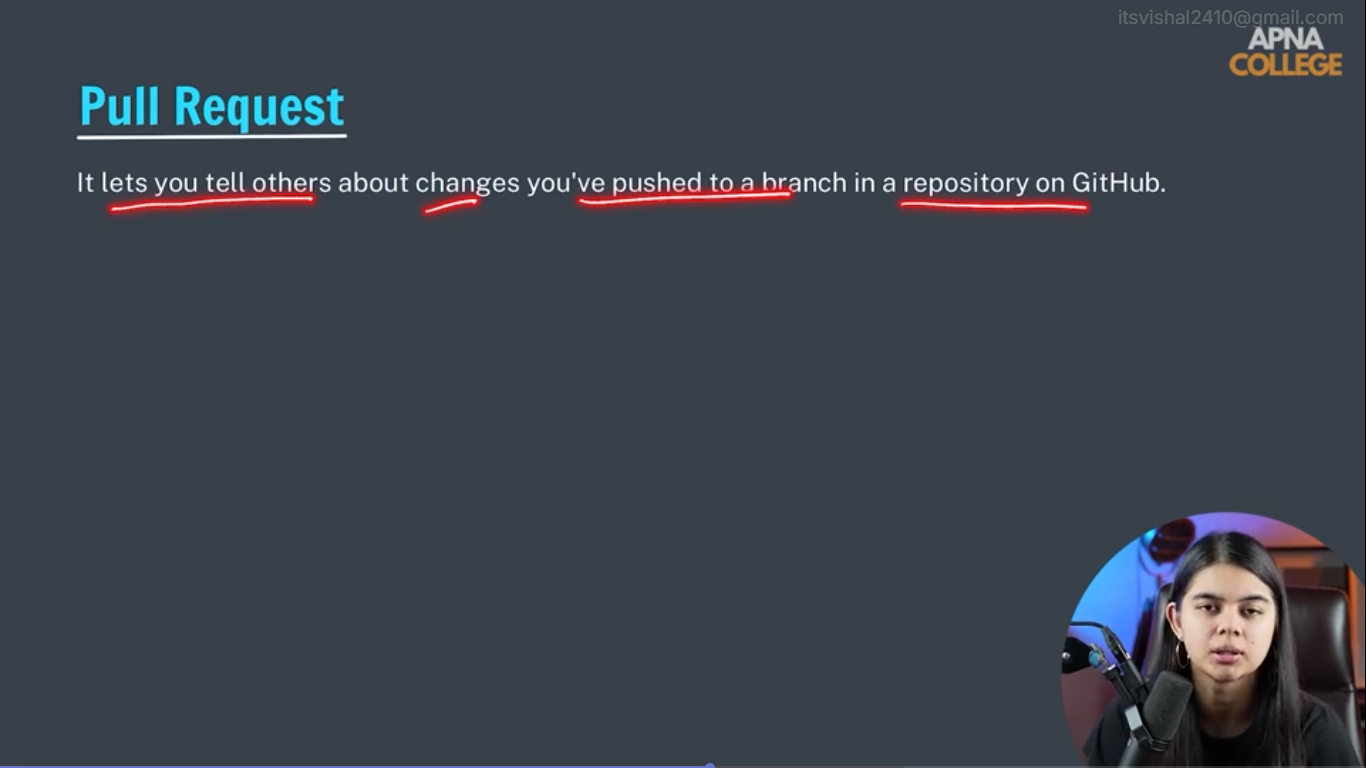 itsvishal2410@gmail.com
APNA
COLLEGE
Pull Request
It lets you tell others about changes you've pushed to a branch in a repository on GitHub.